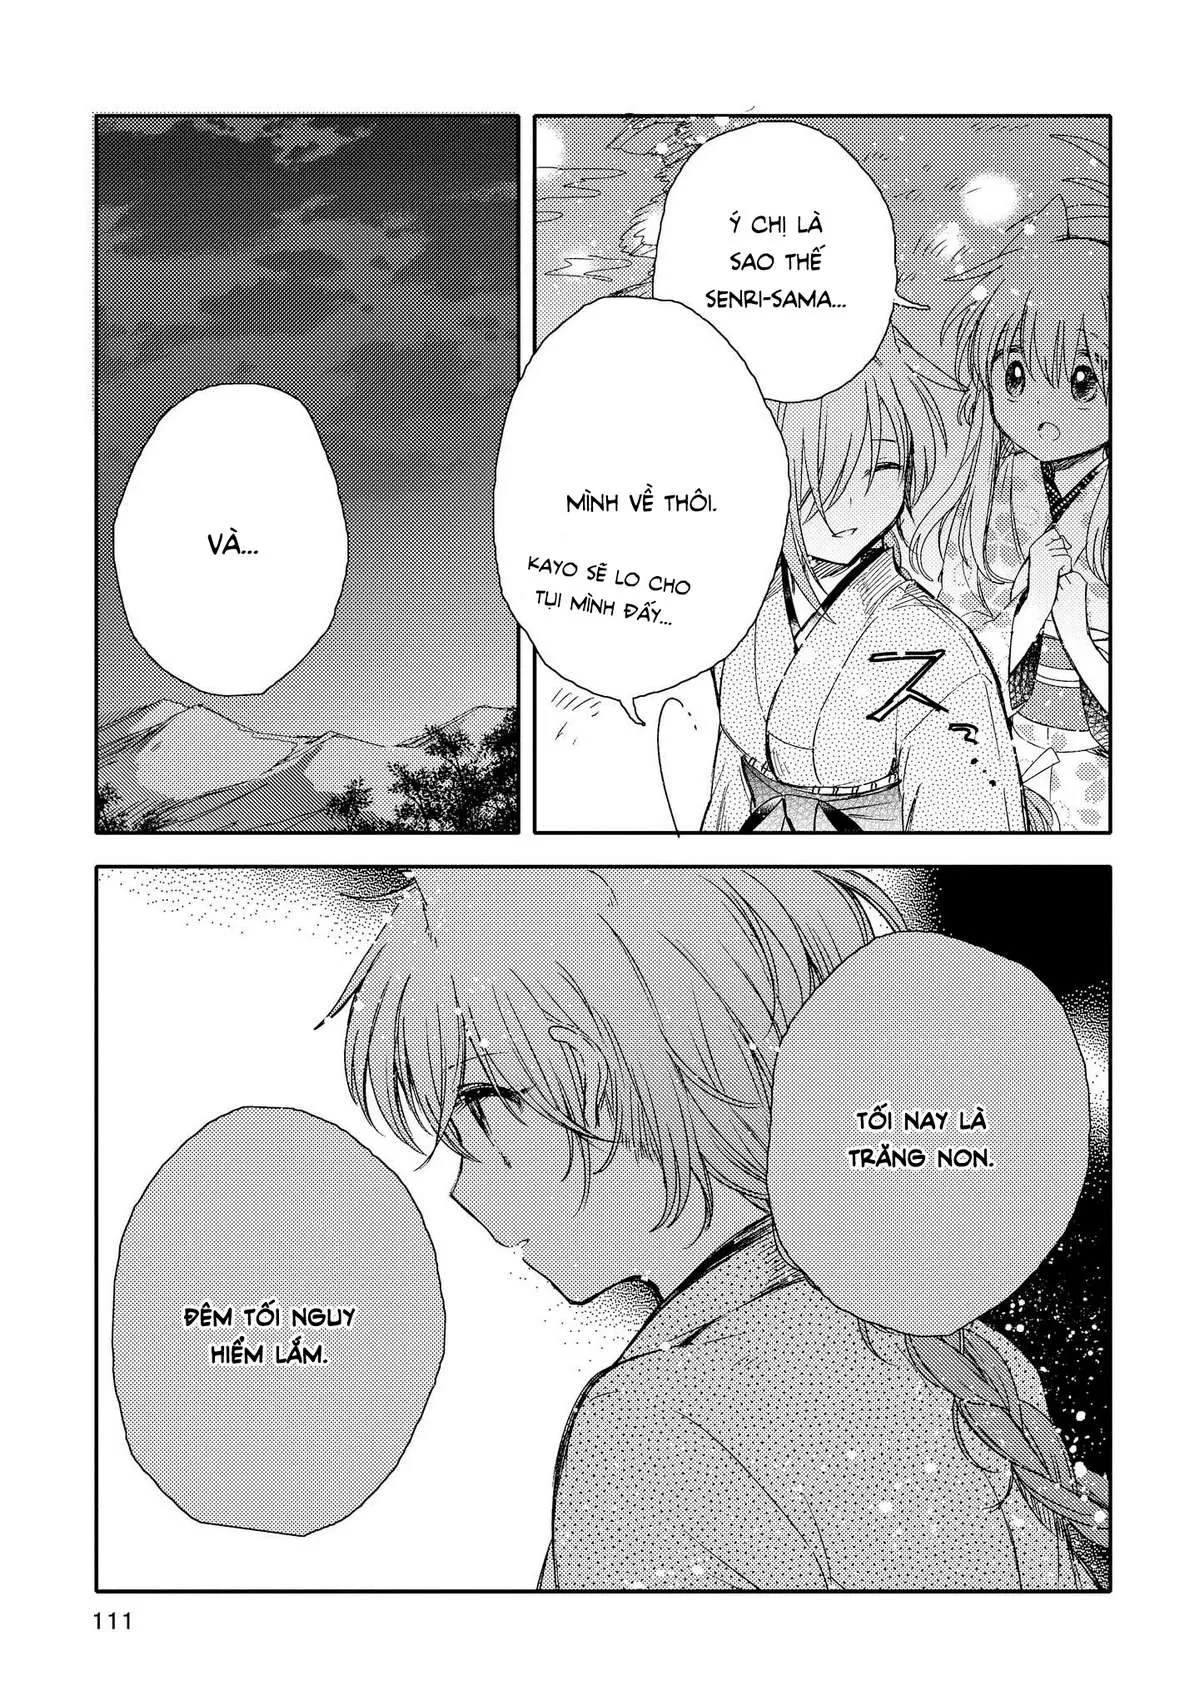 Ý CHỊ LÀ
SAO THẾ
SENRI-SAMA...
MÌNH VỀ THÔI.
KAYO SẼ LO CHO
TỤI MÌNH ĐẤY...
ス...
VÀ...
TỐI NAY LÀ
TRĂNG NON.
ĐÊM TỐI NGUY
HIỂM LẮM.
111